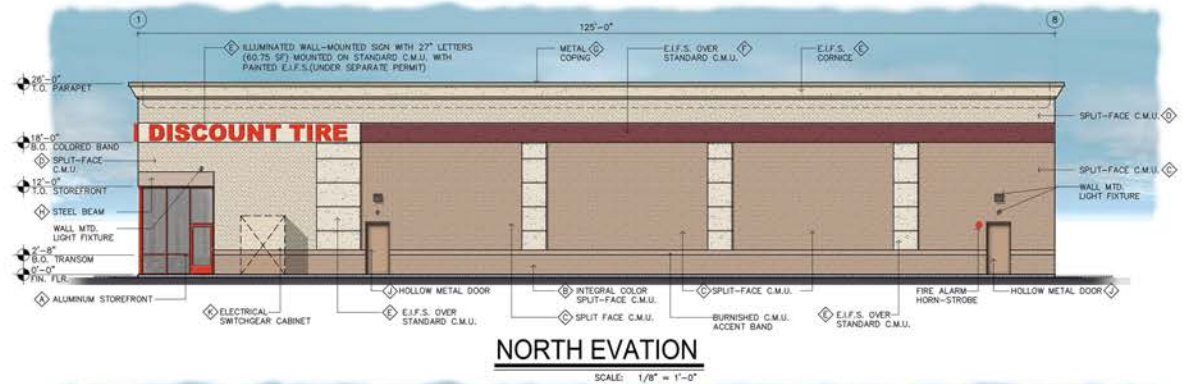 1
8
125'-0"
E ILLUMINATED WALL-MOUNTED SIGN WITH 27" LETTERS
(60.75 SF) MOUNTED ON STANDARD C.M.U. WITH
PAINTED E.I.F.S.(UNDER SEPARATE PERMIT)
METAL G
COPING
E.I.F.S. OVER F
STANDARD C.M.U.
E.I.F.S. E
CORNICE
26'-0"
T.O. PARAPET
SPLIT-FACE C.M.U. D
DISCOUNT TIRE
18'-0"
B.O. COLORED BAND
D SPLIT-FACE
C.M.U.
SPLIT-FACE C.M.U. C
12'-0"
T.O. STOREFRONT
WALL MTD.
LIGHT FIXTURE
H STEEL BEAM
WALL MTD.
LIGHT FIXTURE
2'-8"
B.O. TRANSOM
0'-0"
FIN. FLR.
A ALUMINUM STOREFRONT
K ELECTRICAL
SWITCHGEAR CABINET
J HOLLOW METAL DOOR
E E.I.F.S. OVER
STANDARD C.M.U.
B INTEGRAL COLOR
SPLIT-FACE C.M.U.
C SPLIT FACE C.M.U.
C SPLIT-FACE C.M.U.
BURNISHED C.M.U.
ACCENT BAND
E E.I.F.S. OVER
STANDARD C.M.U.
FIRE ALARM
HORN-STROBE
HOLLOW METAL DOOR J
NORTH EVATION
SCALE: 1/8" = 1'-0"